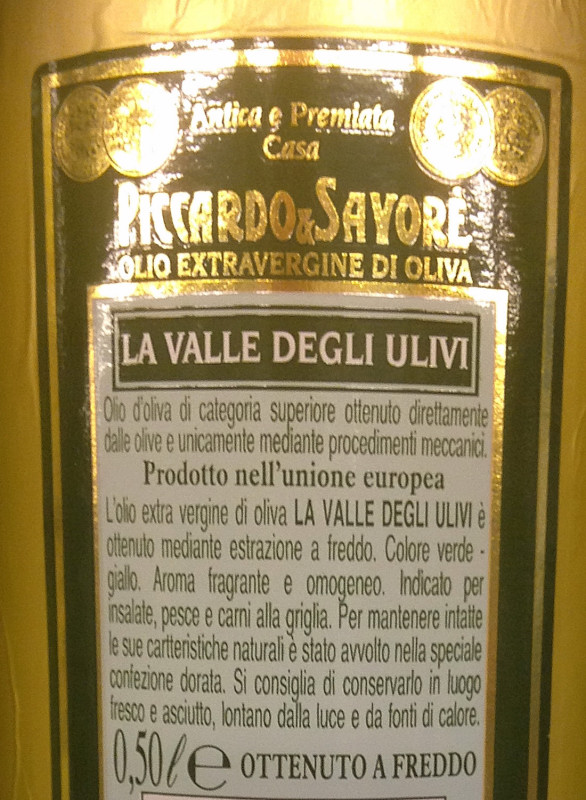 Antica e Premiata
Casa
PICCARDO & SAVORÉ
OLIO EXTRAVERGINE DI OLIVA
LA VALLE DEGLI ULIVI
Olio d'oliva di categoria superiore ottenuto direttamente
dalle olive e unicamente mediante procedimenti meccanici.
Prodotto nell'unione europea
L'olio extra vergine di oliva LA VALLE DEGLI ULIVI è
ottenuto mediante estrazione a freddo. Colore verde -
giallo. Aroma fragrante e omogeneo. Indicato per
insalate, pesce e carni alla griglia. Per mantenere intatte
le sue cartteristiche naturali è stato avvolto nella speciale
confezione dorata. Si consiglia di conservarlo in luogo
fresco e asciutto, lontano dalla luce e da fonti di calore.
0,50 ℓ ℮ OTTENUTO A FREDDO